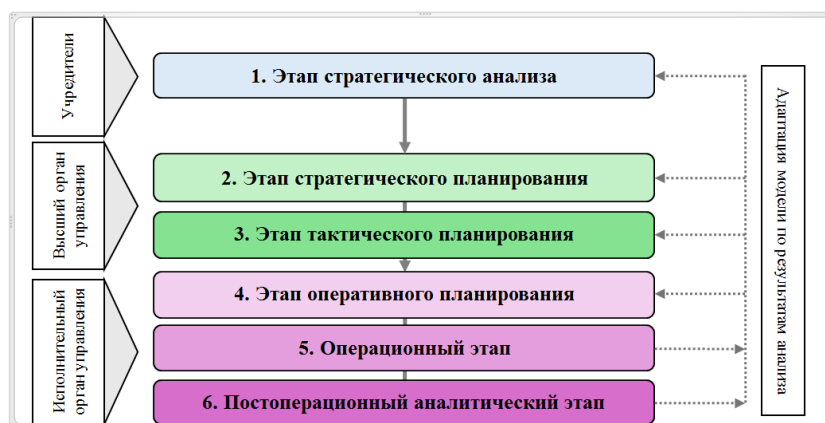 Учредители
1. Этап стратегического анализа
Высший орган
управления
2. Этап стратегического планирования
3. Этап тактического планирования
Исполнительный
орган управления
4. Этап оперативного планирования
5. Операционный этап
6. Постоперационный аналитический этап
Адаптация модели по результатам анализа